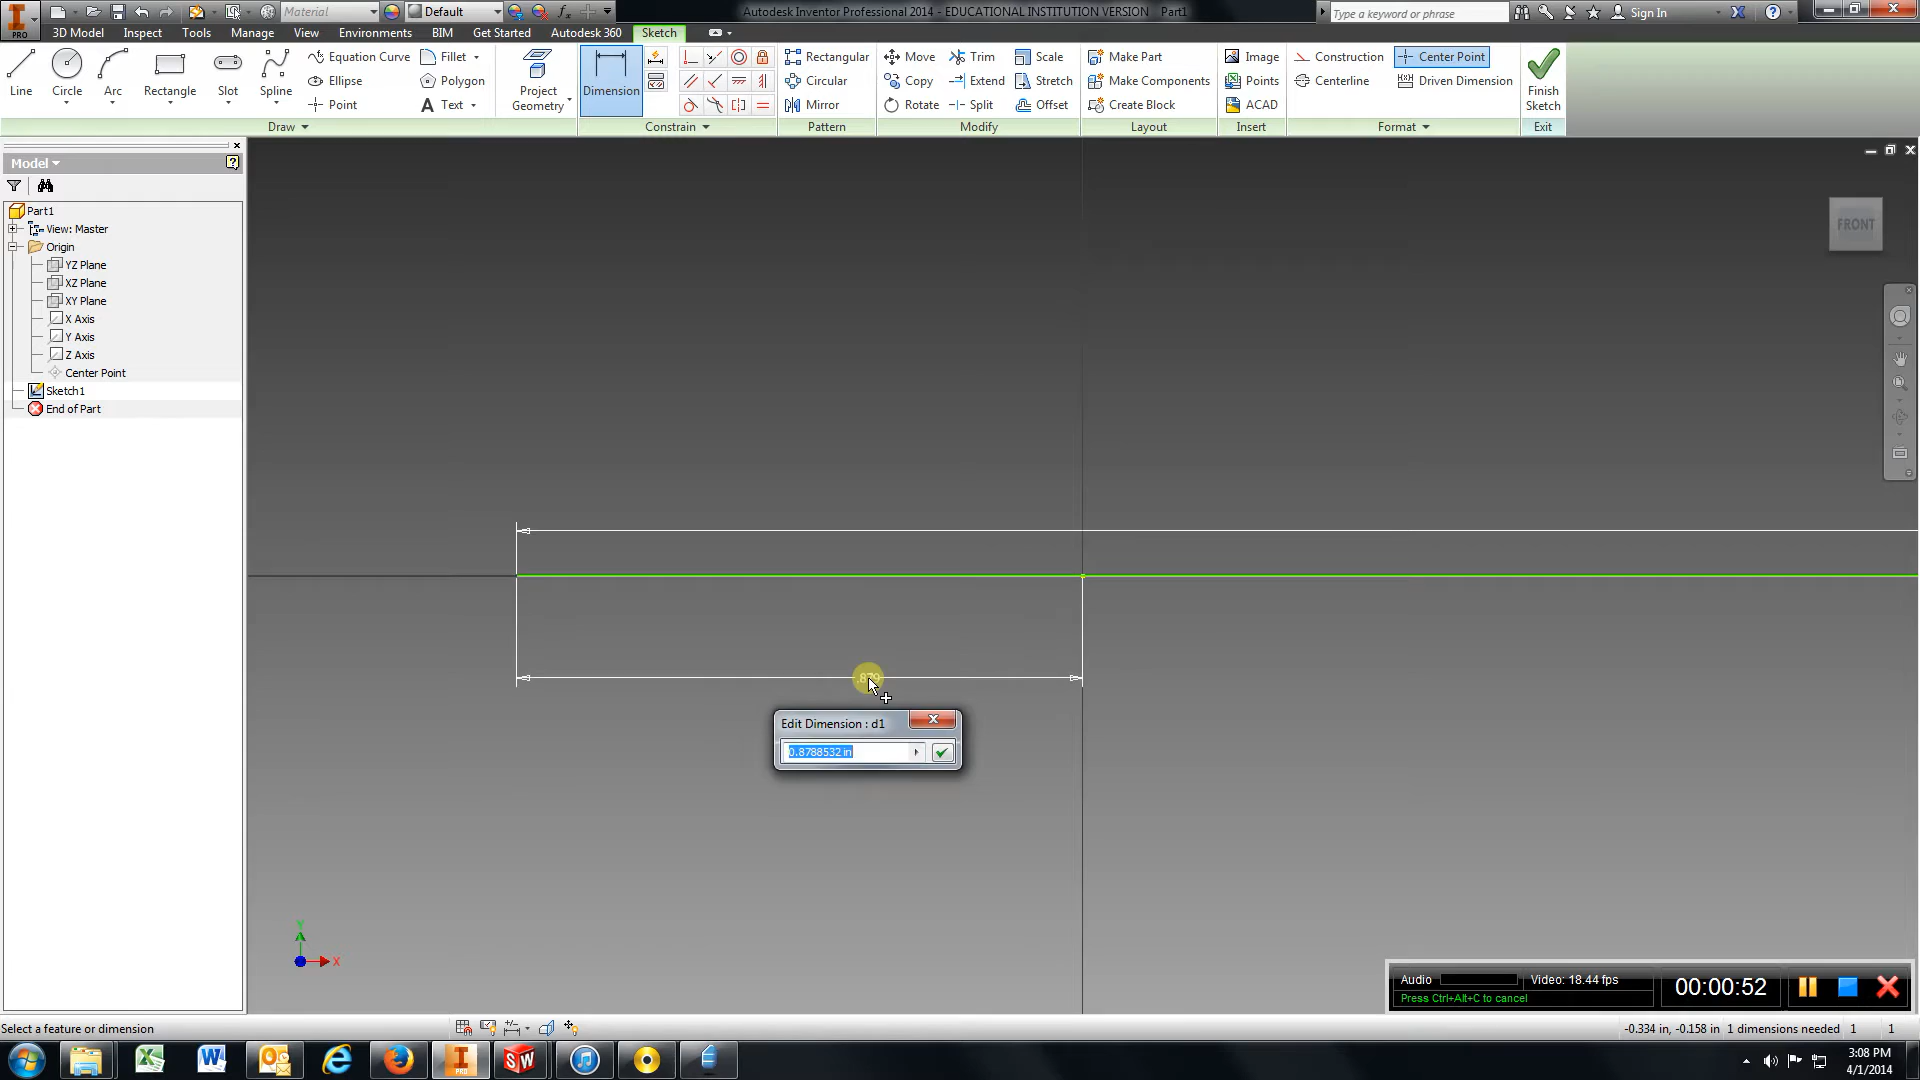 PRO
Material
Default
Autodesk Inventor Professional 2014 - EDUCATIONAL INSTITUTION VERSION Part1
Type a keyword or phrase
Sign In
3D Model Inspect Tools Manage View Environments BIM Get Started Autodesk 360 Sketch
Line Circle Arc Rectangle Slot Spline
Equation Curve
Ellipse
Point
Fillet
Polygon
Text
Project Geometry
Dimension
Rectangular
Circular
Mirror
Move
Copy
Rotate
Trim
Extend
Split
Scale
Stretch
Offset
Make Part
Make Components
Create Block
Image
Points
ACAD
Construction
Centerline
Center Point
Driven Dimension
Finish
Sketch
Draw Constrain Pattern Modify Layout Insert Format Exit
Model
Part1
View: Master
Origin
YZ Plane
XZ Plane
XY Plane
X Axis
Y Axis
Z Axis
Center Point
Sketch1
End of Part
FRONT
.879
Edit Dimension : d1
0.8788532 in
Y
X
Audio Video: 18.44 fps
Press Ctrl+Alt+C to cancel
00:00:52
Select a feature or dimension
-0.334 in, -0.158 in 1 dimensions needed 1 1
PRO
SW
3:08 PM
4/1/2014